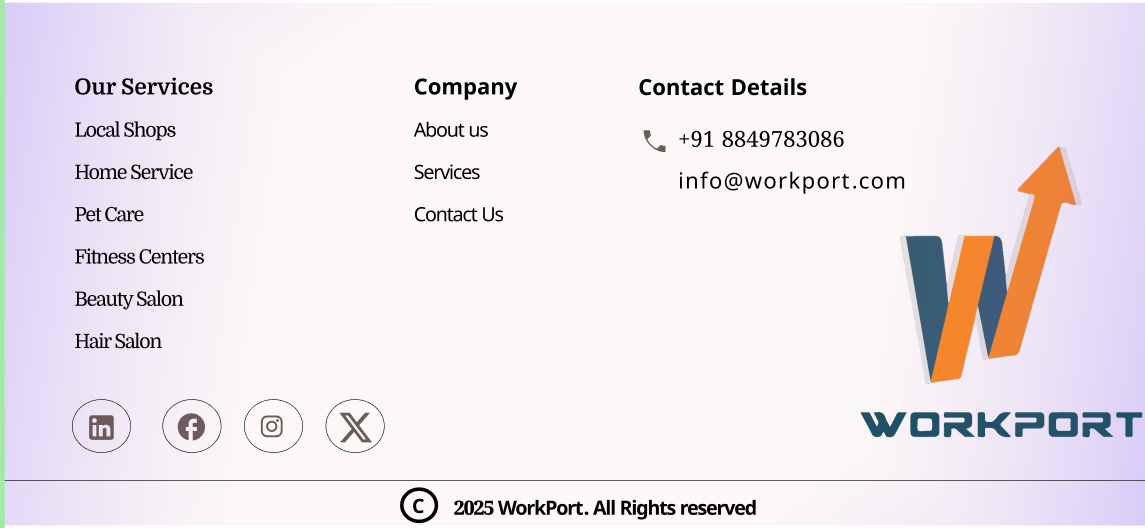 Our Services
Local Shops
Home Service
Pet Care
Fitness Centers
Beauty Salon
Hair Salon
Company
About us
Services
Contact Us
Contact Details
+91 8849783086
info@workport.com
WORKPORT
© 2025 WorkPort. All Rights reserved